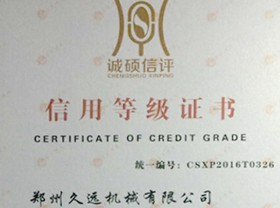 诚硕信评
CHENGSHUO XINPING
信用等级证书
CERTIFICATE OF CREDIT GRADE
统一编号：CSXP2016T0326
郑州久远机械有限公司